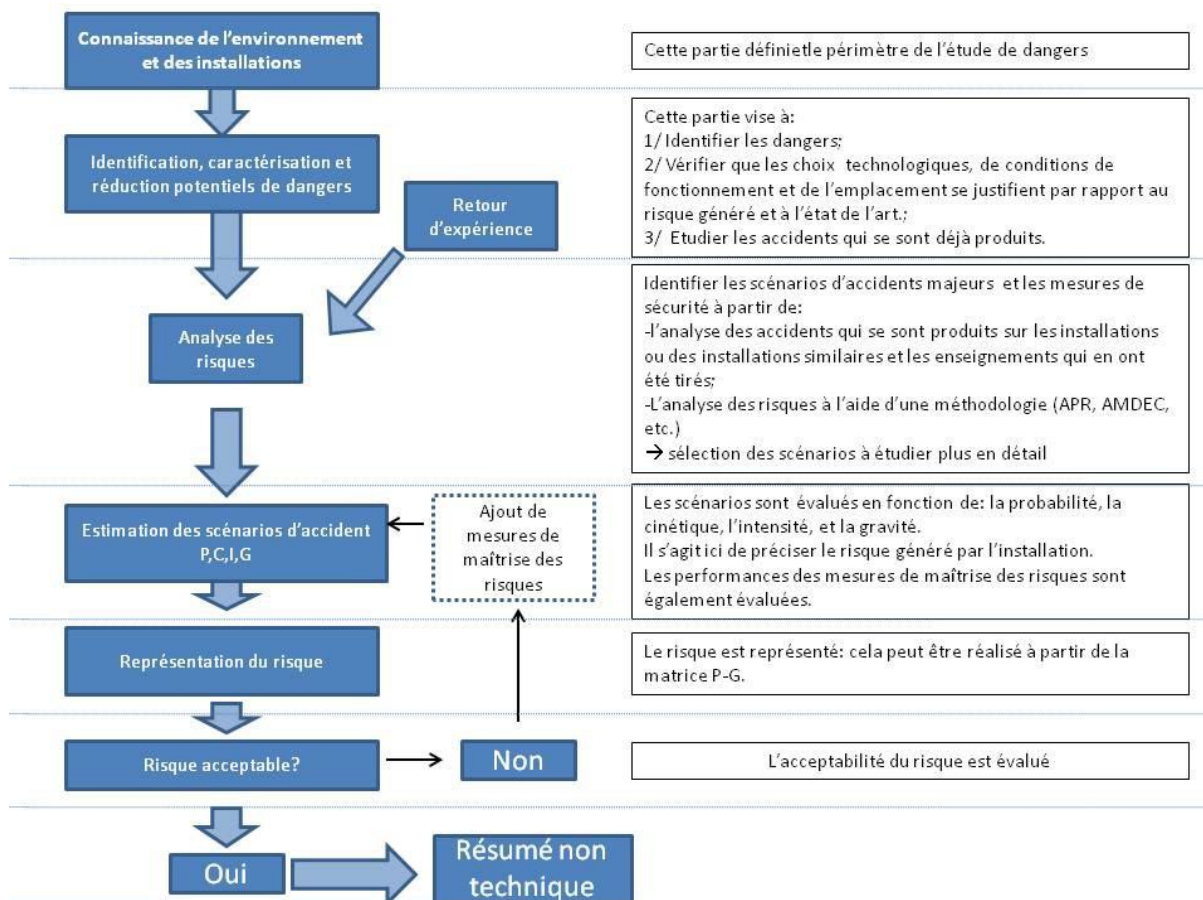 Connaissance de l'environnement
et des installations
Cette partie définietle périmètre de l'étude de dangers
Identification, caractérisation et
réduction potentiels de dangers
Retour
d'expérience
Cette partie vise à:
1/ Identifier les dangers;
2/ Vérifier que les choix technologiques, de conditions de
fonctionnement et de l'emplacement se justifient par rapport au
risque généré et à l'état de l'art.;
3/ Etudier les accidents qui se sont déjà produits.
Analyse des
risques
Identifier les scénarios d'accidents majeurs et les mesures de
sécurité à partir de:
-l'analyse des accidents qui se sont produits sur les installations
ou des installations similaires et les enseignements qui en ont
été tirés;
-L'analyse des risques à l'aide d'une méthodologie (APR, AMDEC,
etc.)
→ sélection des scénarios à étudier plus en détail
Estimation des scénarios d'accident
P,C,I,G
Ajout de
mesures de
maîtrise des
risques
Les scénarios sont évalués en fonction de: la probabilité, la
cinétique, l'intensité, et la gravité.
Il s'agit ici de préciser le risque généré par l'installation.
Les performances des mesures de maîtrise des risques sont
également évaluées.
Représentation du risque
Le risque est représenté: cela peut être réalisé à partir de la
matrice P-G.
Risque acceptable?
Non
L'acceptabilité du risque est évalué
Oui
Résumé non
technique